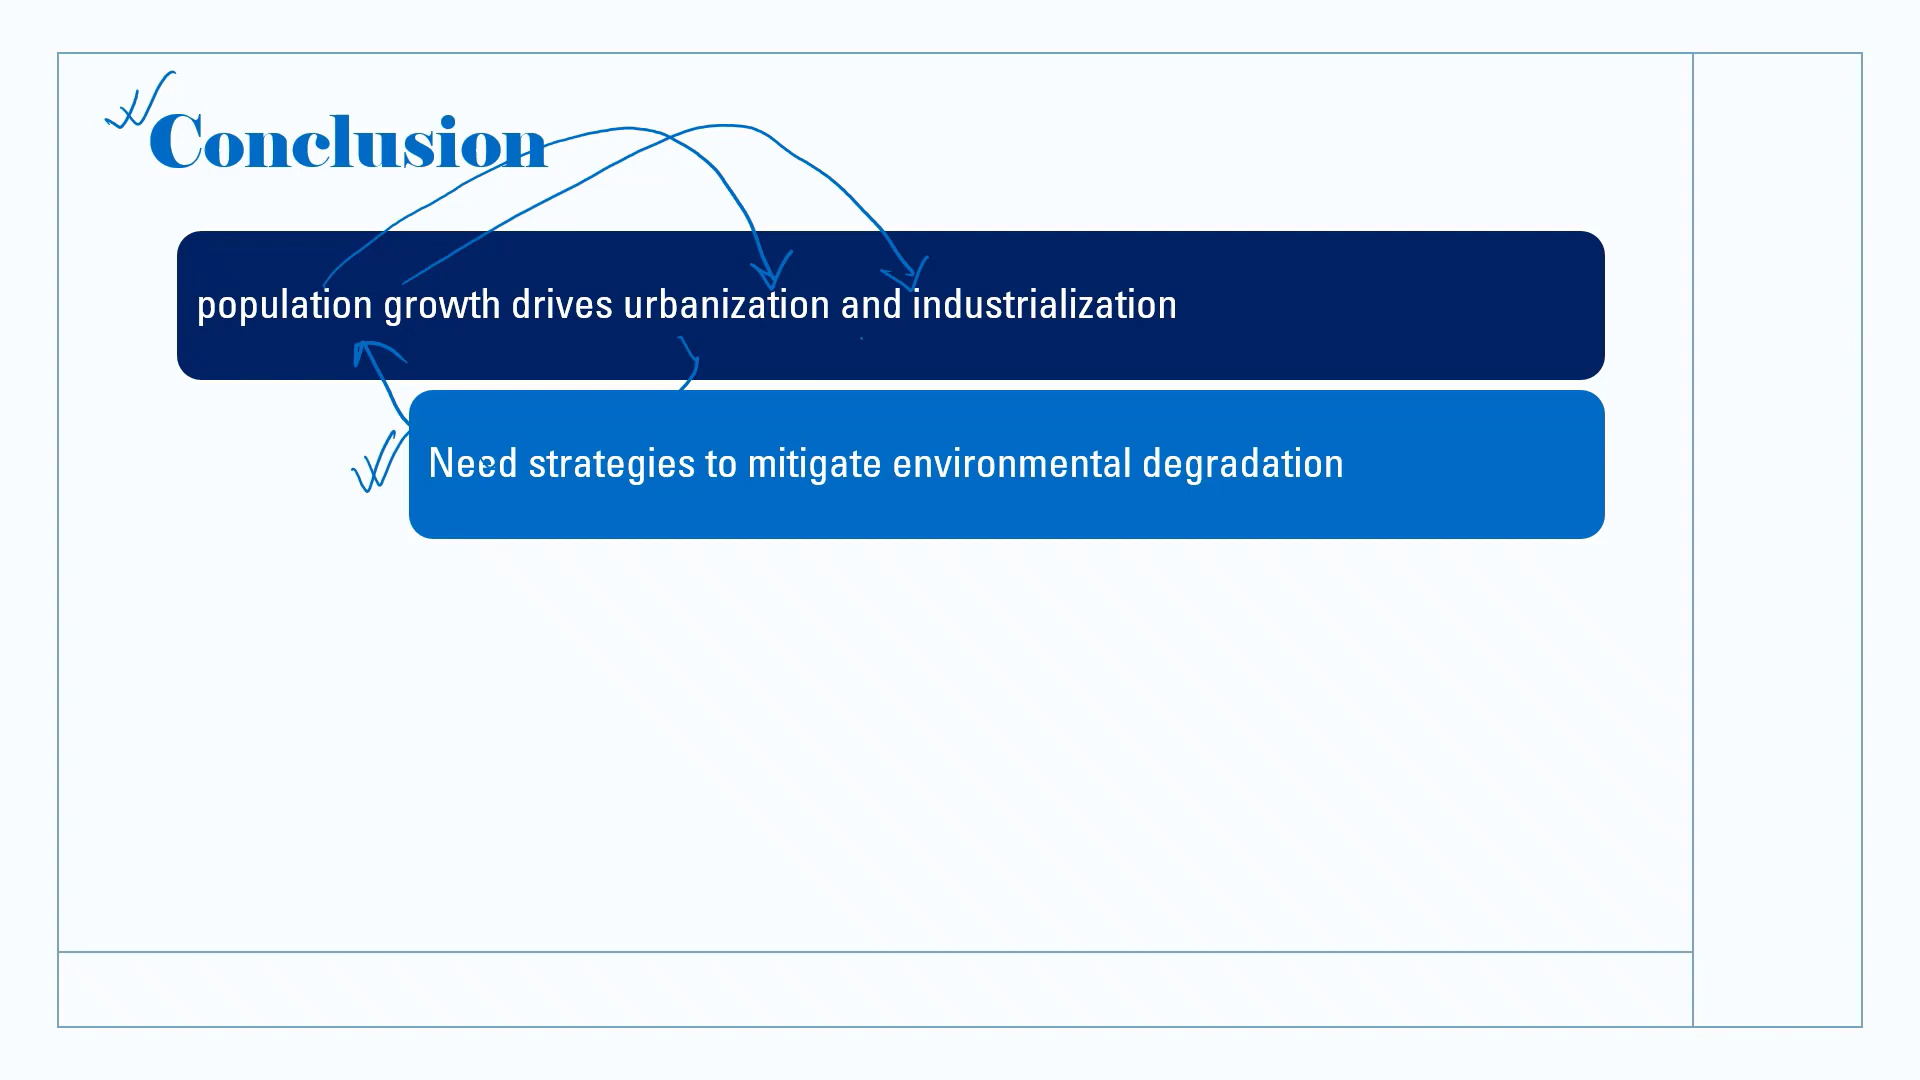 Conclusion
population growth drives urbanization and industrialization
Need strategies to mitigate environmental degradation